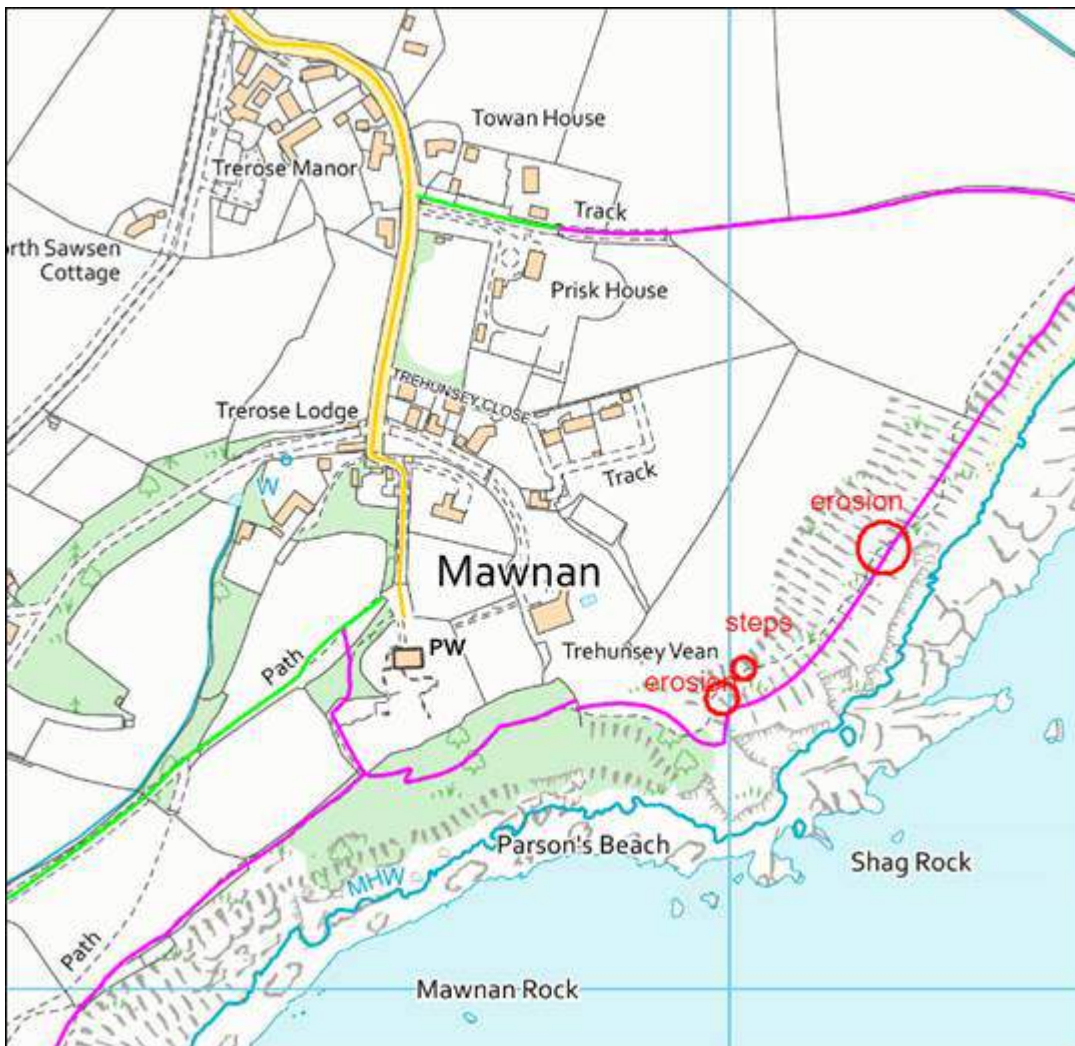 Towan House
Trerose Manor
Track
orth Sawsen
Cottage
Prisk House
TREHUNSEY CLOSE
Trerose Lodge
Track
W
erosion
Mawnan
steps
PW
Trehunsey Vean
Path
erosion
Parson's Beach
Shag Rock
MHW
Path
Mawnan Rock